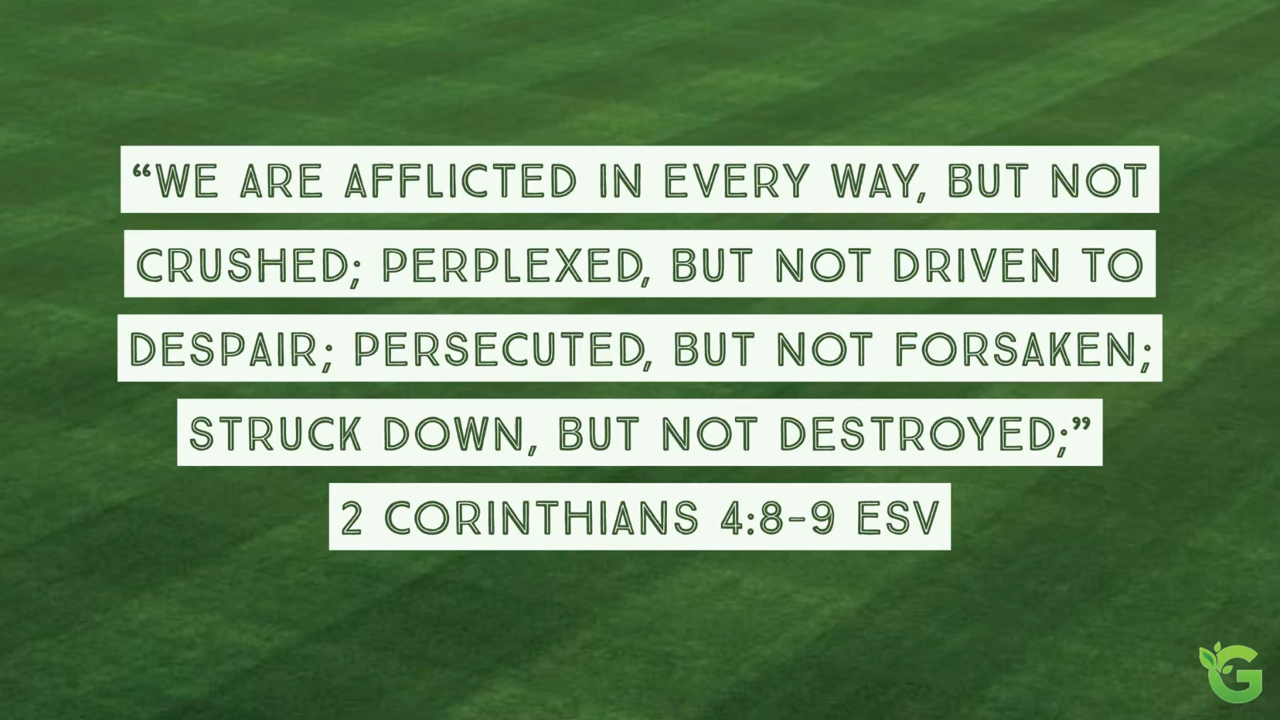 “WE ARE AFFLICTED IN EVERY WAY, BUT NOT
CRUSHED; PERPLEXED, BUT NOT DRIVEN TO
DESPAIR; PERSECUTED, BUT NOT FORSAKEN;
STRUCK DOWN, BUT NOT DESTROYED;”
2 CORINTHIANS 4:8-9 ESV
G